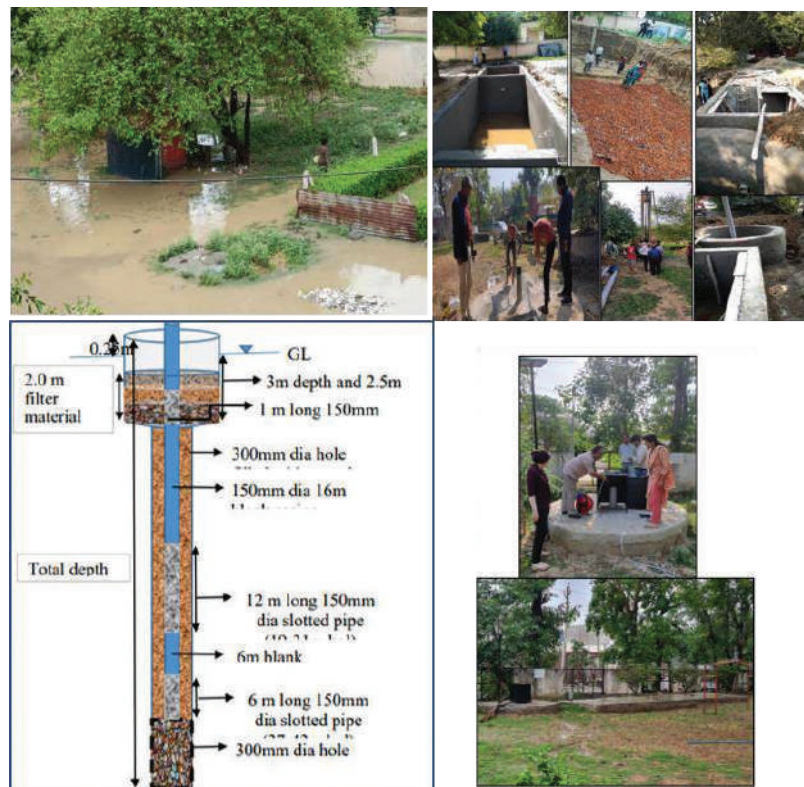 GL
2.0 m
filter
material
3m depth and 2.5m
1 m long 150mm
300mm dia hole
150mm dia 16m
Total depth
12 m long 150mm
dia slotted pipe
6m blank
6 m long 150mm
dia slotted pipe
300mm dia hole